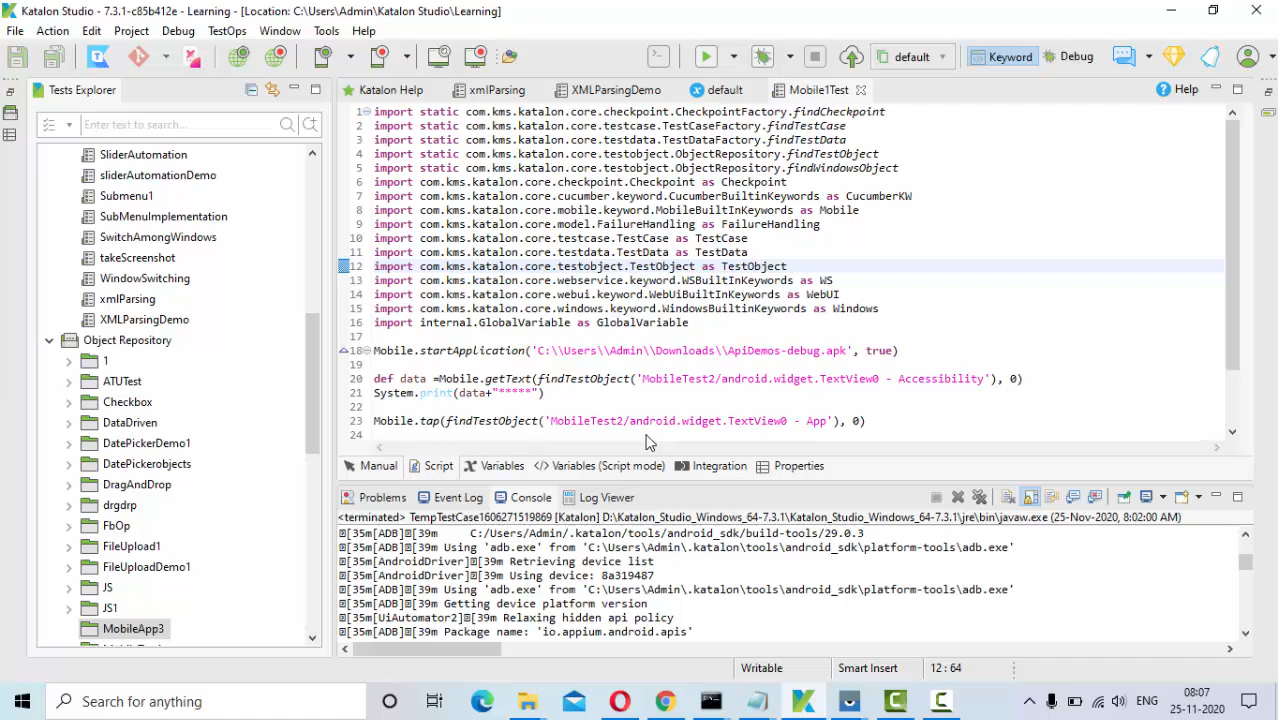 Katalon Studio - 7.3.1-c85b412e - Learning - [Location: C:\Users\Admin\Katalon Studio\Learning]
File Action Edit Project Debug TestOps Window Tools Help
default Keyword Debug
Tests Explorer
Enter text to search...
SliderAutomation
sliderAutomationDemo
Submenu1
SubMenuImplementation
SwitchAmongWindows
takeScreenshot
WindowSwitching
xmlParsing
XMLParsingDemo
Object Repository
1
ATUTest
Checkbox
DataDriven
DatePickerDemo1
DatePickerobjects
DragAndDrop
drgdrp
FbOp
FileUpload1
FileUploadDemo1
JS
JS1
MobileApp3
Katalon Help xmlParsing XMLParsingDemo default Mobile1Test Help
1 import static com.kms.katalon.core.checkpoint.CheckpointFactory.findCheckpoint
2 import static com.kms.katalon.core.testcase.TestCaseFactory.findTestCase
3 import static com.kms.katalon.core.testdata.TestDataFactory.findTestData
4 import static com.kms.katalon.core.testobject.ObjectRepository.findTestObject
5 import static com.kms.katalon.core.testobject.ObjectRepository.findWindowsObject
6 import com.kms.katalon.core.checkpoint.Checkpoint as Checkpoint
7 import com.kms.katalon.core.cucumber.keyword.CucumberBuiltinKeywords as CucumberKW
8 import com.kms.katalon.core.mobile.keyword.MobileBuiltInKeywords as Mobile
9 import com.kms.katalon.core.model.FailureHandling as FailureHandling
10 import com.kms.katalon.core.testcase.TestCase as TestCase
11 import com.kms.katalon.core.testdata.TestData as TestData
12 import com.kms.katalon.core.testobject.TestObject as TestObject
13 import com.kms.katalon.core.webservice.keyword.WSBuiltInKeywords as WS
14 import com.kms.katalon.core.webui.keyword.WebUiBuiltInKeywords as WebUI
15 import com.kms.katalon.core.windows.keyword.WindowsBuiltinKeywords as Windows
16 import internal.GlobalVariable as GlobalVariable
17
18 Mobile.startApplication('C:\\Users\\Admin\\Downloads\\ApiDemos-debug.apk', true)
19
20 def data =Mobile.getText(findTestObject('MobileTest2/android.widget.TextView0 - Accessibility'), 0)
21 System.print(data+"*****")
22
23 Mobile.tap(findTestObject('MobileTest2/android.widget.TextView0 - App'), 0)
24
Manual Script Variables Variables (Script mode) Integration Properties
Problems Event Log Console Log Viewer
<terminated> TempTestCase1606271519869 [Katalon] D:\Katalon_Studio_Windows_64-7.3.1\Katalon_Studio_Windows_64-7.3.1\jre\bin\javaw.exe (25-Nov-2020, 8:02:00 AM)
[35m[ADB][39m C:/Users/Admin/.katalon/tools/android_sdk/build-tools/29.0.3
[35m[ADB][39m Using 'adb.exe' from 'C:\Users\Admin\.katalon\tools\android_sdk\platform-tools\adb.exe'
[35m[AndroidDriver][39m Retrieving device list
[35m[AndroidDriver][39m Using device: 8a319487
[35m[ADB][39m Using 'adb.exe' from 'C:\Users\Admin\.katalon\tools\android_sdk\platform-tools\adb.exe'
[35m[ADB][39m Getting device platform version
[35m[UiAutomator2][39m Relaxing hidden api policy
[35m[ADB][39m Package name: 'io.appium.android.apis'
Writable Smart Insert 12 : 64
Search for anything
ENG
08:07
25-11-2020